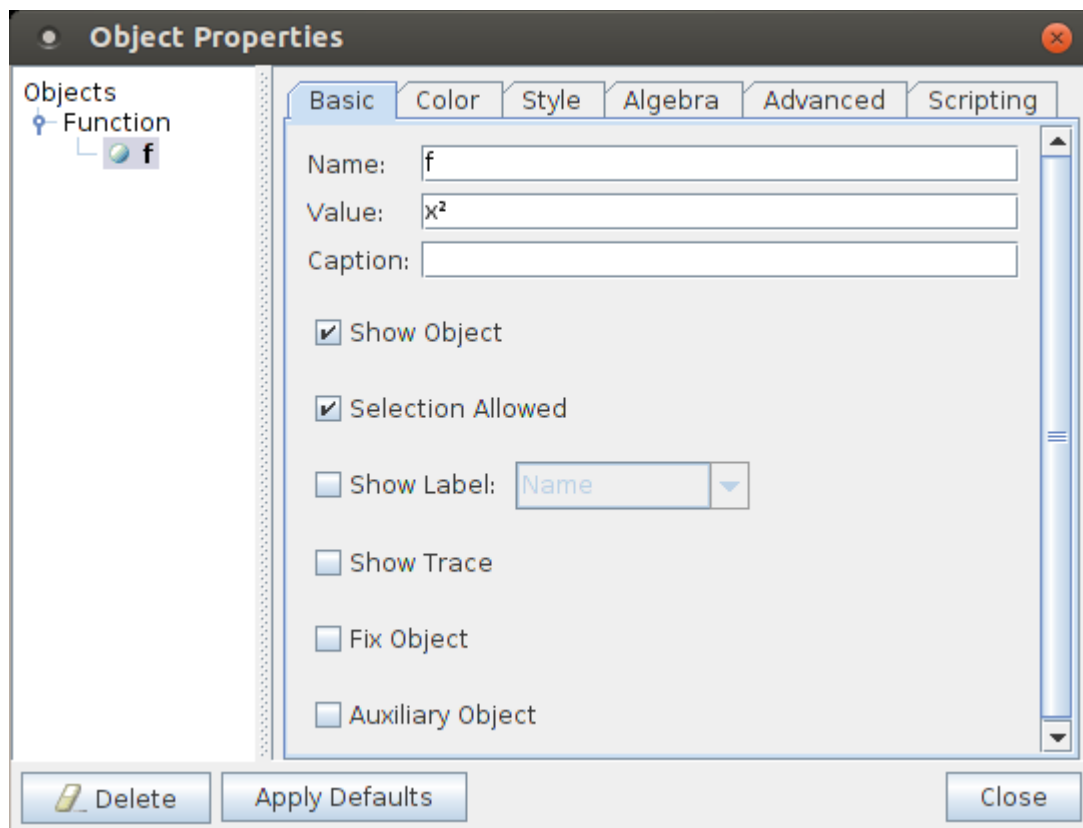 Object Properties
Objects
Function
f
Basic Color Style Algebra Advanced Scripting
Name: f
Value: x²
Caption:
Show Object
Selection Allowed
Show Label: Name
Show Trace
Fix Object
Auxiliary Object
Delete Apply Defaults Close